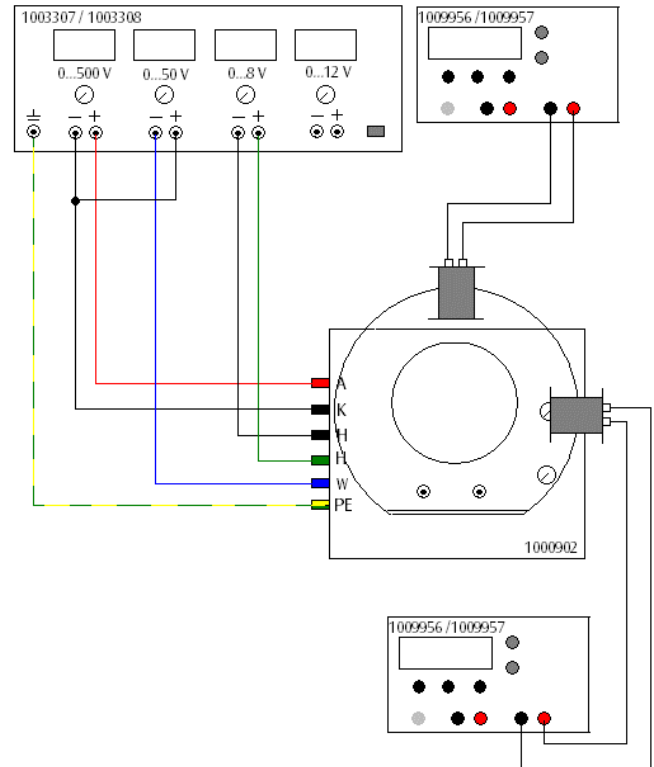 1003307 / 1003308
1009956 /1009957
0...500 V 0...50 V 0...8 V 0...12 V
− + − + − + − +
A
K
H
H
W
PE
1000902
1009956 /1009957